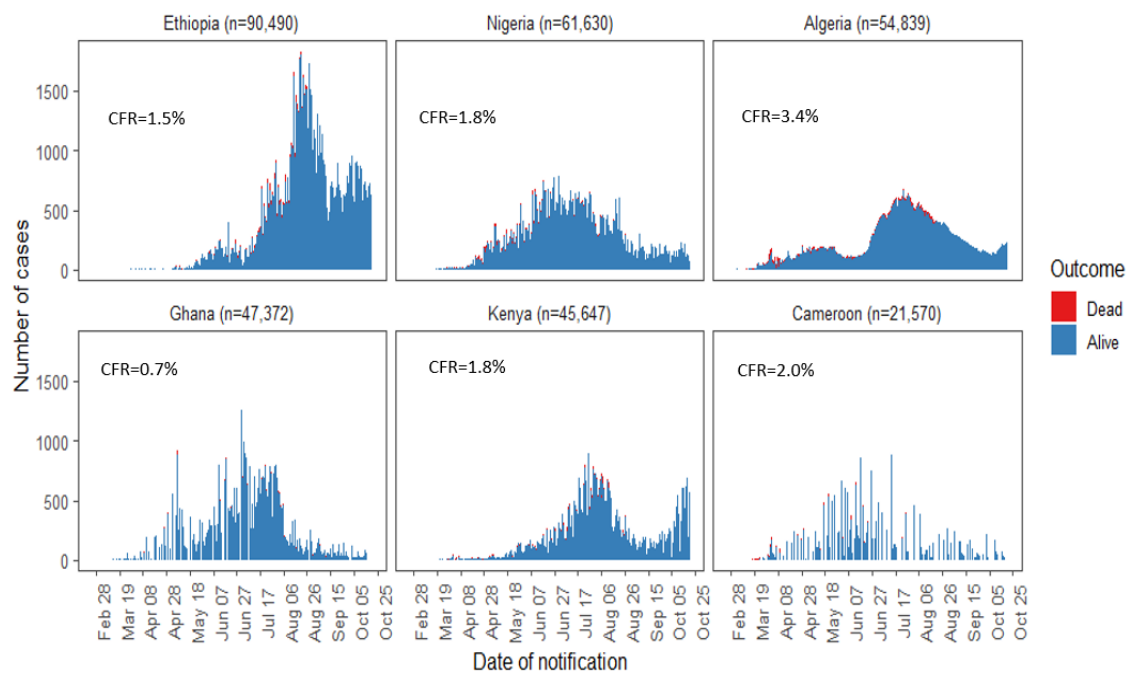 Ethiopia (n=90,490)
Nigeria (n=61,630)
Algeria (n=54,839)
CFR=1.5%
CFR=1.8%
CFR=3.4%
1500
1000
500
0
Number of cases
Outcome
Dead
Alive
Ghana (n=47,372)
Kenya (n=45,647)
Cameroon (n=21,570)
CFR=0.7%
CFR=1.8%
CFR=2.0%
1500
1000
500
0
Feb 28
Mar 19
Apr 08
Apr 28
May 18
Jun 07
Jun 27
Jul 17
Aug 06
Aug 26
Sep 15
Oct 05
Oct 25
Feb 28
Mar 19
Apr 08
Apr 28
May 18
Jun 07
Jun 27
Jul 17
Aug 06
Aug 26
Sep 15
Oct 05
Oct 25
Feb 28
Mar 19
Apr 08
Apr 28
May 18
Jun 07
Jun 27
Jul 17
Aug 06
Aug 26
Sep 15
Oct 05
Oct 25
Date of notification